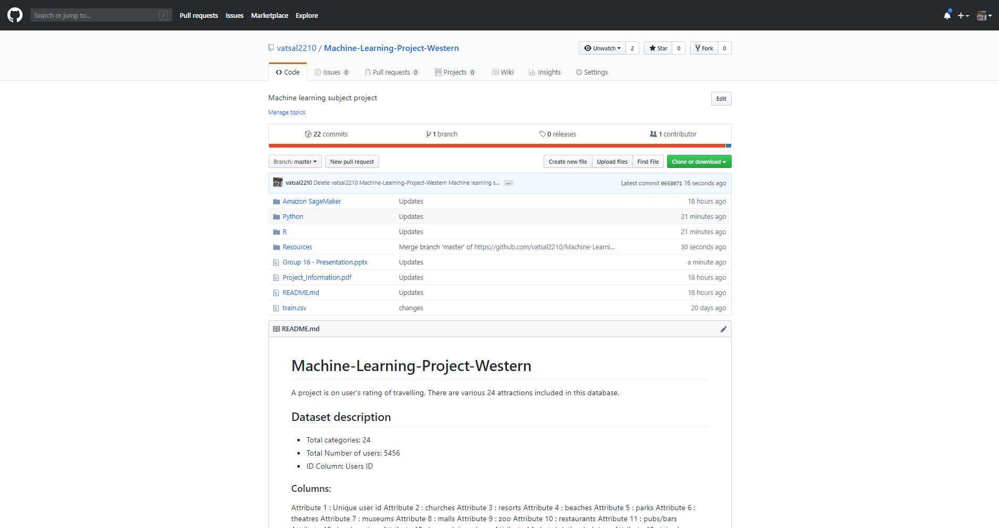 Search or jump to... / Pull requests Issues Marketplace Explore
vatsal2210 / Machine-Learning-Project-Western Unwatch 2 Star 0 Fork 0
Code Issues 0 Pull requests 0 Projects 0 Wiki Insights Settings
Machine learning subject project Edit
Manage topics
22 commits 1 branch 0 releases 1 contributor
Branch: master New pull request Create new file Upload files Find File Clone or download
vatsal2210 Delete vatsal2210 Machine-Learning-Project-Western Machine learning s... ... Latest commit 0658071 16 seconds ago
Amazon SageMaker Updates 18 hours ago
Python Updates 21 minutes ago
R Updates 21 minutes ago
Resources Merge branch 'master' of https://github.com/vatsal2210/Machine-Learni... 30 seconds ago
Group 16 - Presentation.pptx Updates a minute ago
Project_Information.pdf Updates 18 hours ago
README.md Updates 18 hours ago
train.csv changes 20 days ago
README.md
Machine-Learning-Project-Western
A project is on user's rating of travelling. There are various 24 attractions included in this database.
Dataset description
Total categories: 24
Total Number of users: 5456
ID Column: Users ID
Columns:
Attribute 1 : Unique user id Attribute 2 : churches Attribute 3 : resorts Attribute 4 : beaches Attribute 5 : parks Attribute 6 :
theatres Attribute 7 : museums Attribute 8 : malls Attribute 9 : zoo Attribute 10 : restaurants Attribute 11 : pubs/bars